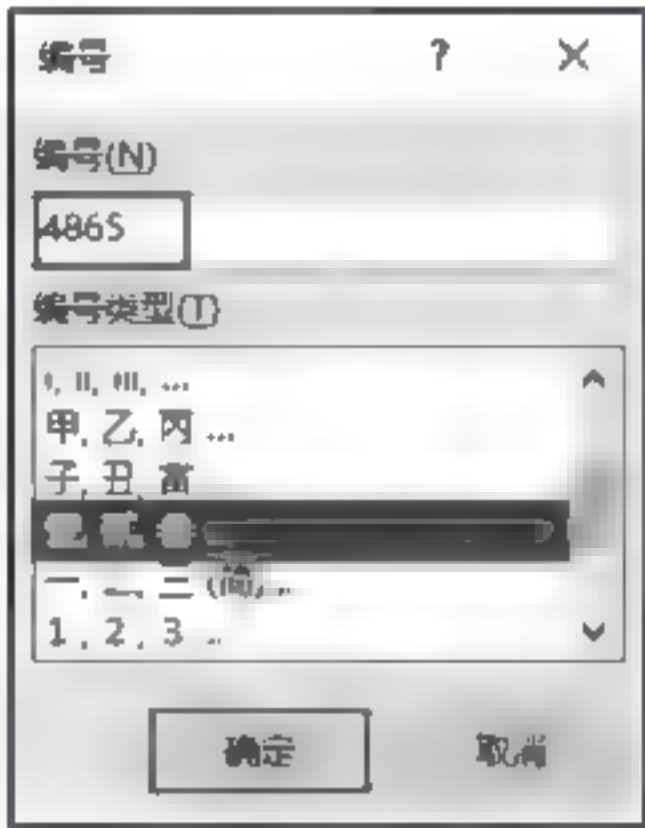 编号 ? ×
编号(N)
4865
编号类型(T)
i, ii, iii, ...
甲, 乙, 丙 ...
子, 丑, 寅
一, 二, 三 (简) ..
1, 2, 3 ..
确定 取消